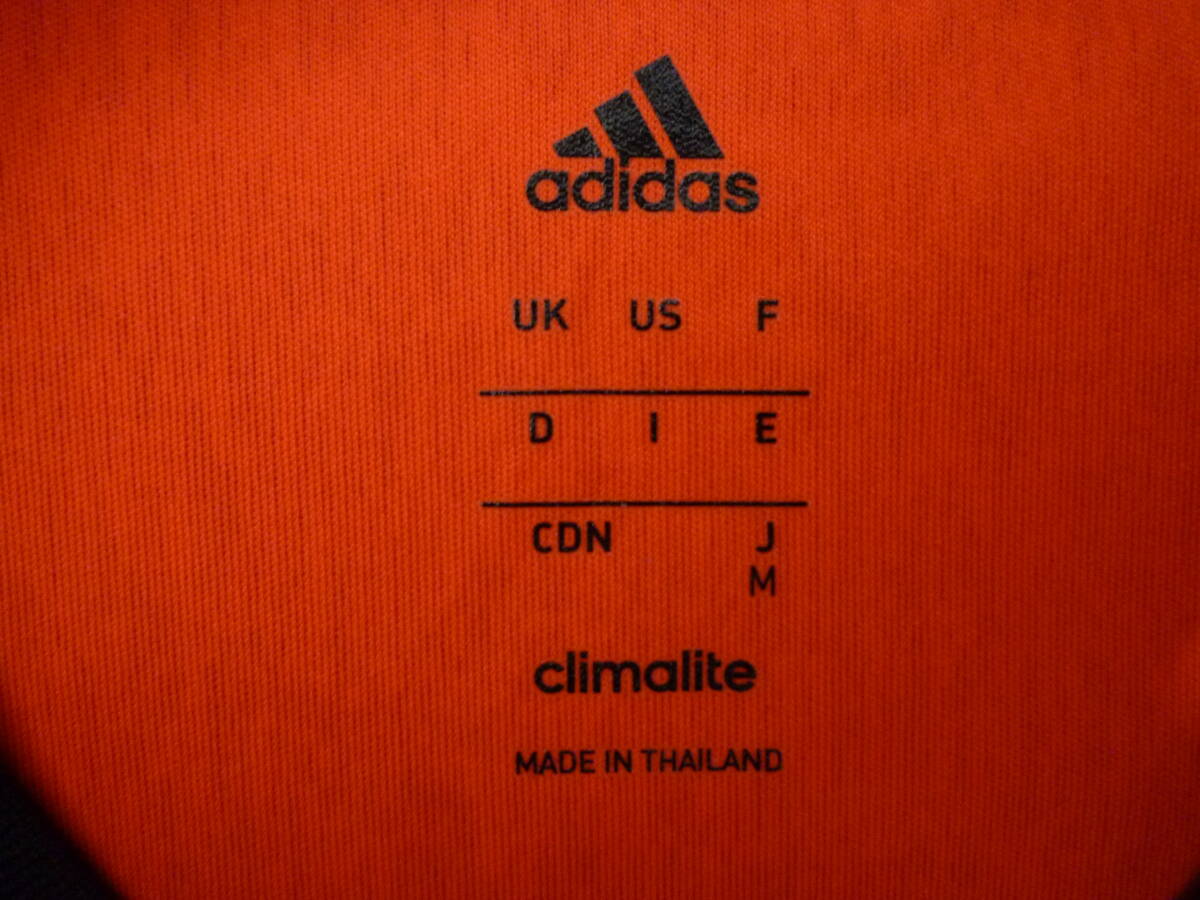 adidas
UK US F
D I E
CDN J
M
climalite
MADE IN THAILAND